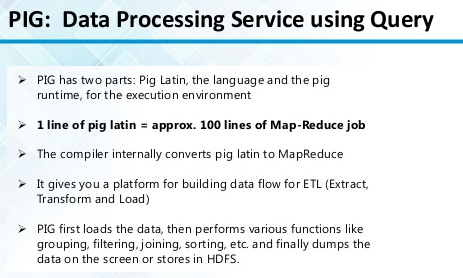 PIG:  Data Processing Service using Query
➢ PIG has two parts: Pig Latin, the language and the pig
runtime, for the execution environment
➢ 1 line of pig latin = approx. 100 lines of Map-Reduce job
➢ The compiler internally converts pig latin to MapReduce
➢ It gives you a platform for building data flow for ETL (Extract,
Transform and Load)
➢ PIG first loads the data, then performs various functions like
grouping, filtering, joining, sorting, etc. and finally dumps the
data on the screen or stores in HDFS.